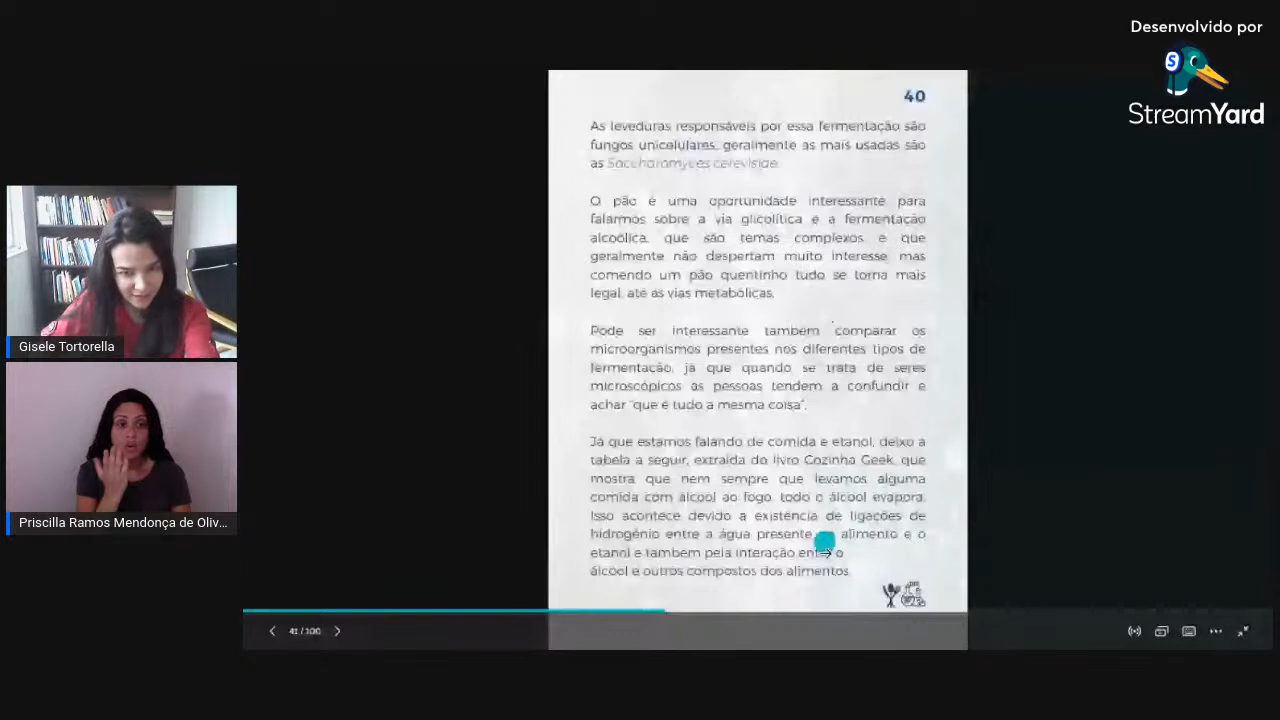 Desenvolvido por
StreamYard
40
As leveduras responsáveis por essa fermentação são
fungos unicelulares, geralmente as mais usadas são
as Saccharomyces cerevisiae.
O pão é uma oportunidade interessante para
falarmos sobre a via glicolítica e a fermentação
alcoólica, que são temas complexos e que
geralmente não despertam muito interesse, mas
comendo um pão quentinho tudo se torna mais
legal, até as vias metabólicas.
Pode ser interessante também comparar os
microorganismos presentes nos diferentes tipos de
fermentação, já que quando se trata de seres
microscópicos as pessoas tendem a confundir e
achar "que é tudo a mesma coisa".
Já que estamos falando de comida e etanol, deixo a
tabela a seguir, extraída do livro Cozinha Geek, que
mostra que nem sempre que levamos alguma
comida com álcool ao fogo, todo o álcool evapora.
Isso acontece devido a existência de ligações de
hidrogênio entre a água presente alimento e o
etanol e também pela interação entre o
álcool e outros compostos dos alimentos.
Gisele Tortorella
Priscilla Ramos Mendonça de Oliv...
41 / 100